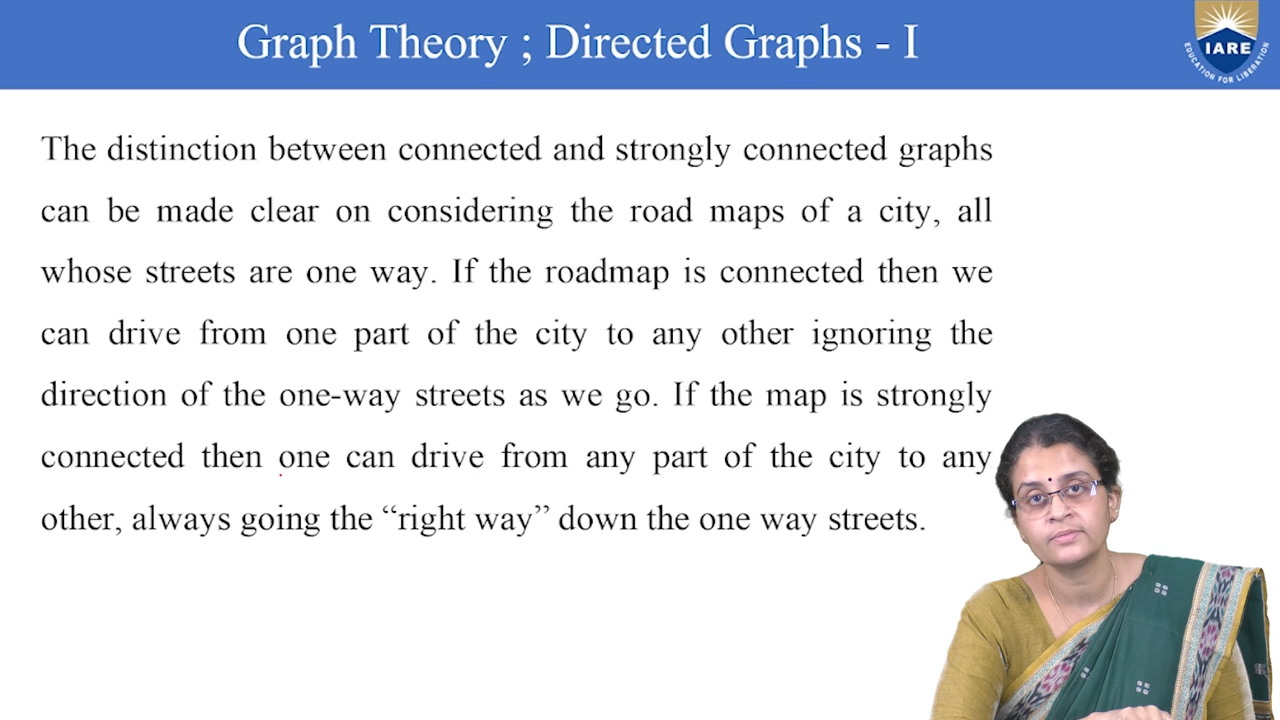 Graph Theory ; Directed Graphs - I
IARE
EDUCATION FOR LIBERATION
The distinction between connected and strongly connected graphs
can be made clear on considering the road maps of a city, all
whose streets are one way. If the roadmap is connected then we
can drive from one part of the city to any other ignoring the
direction of the one-way streets as we go. If the map is strongly
connected then one can drive from any part of the city to any
other, always going the “right way” down the one way streets.